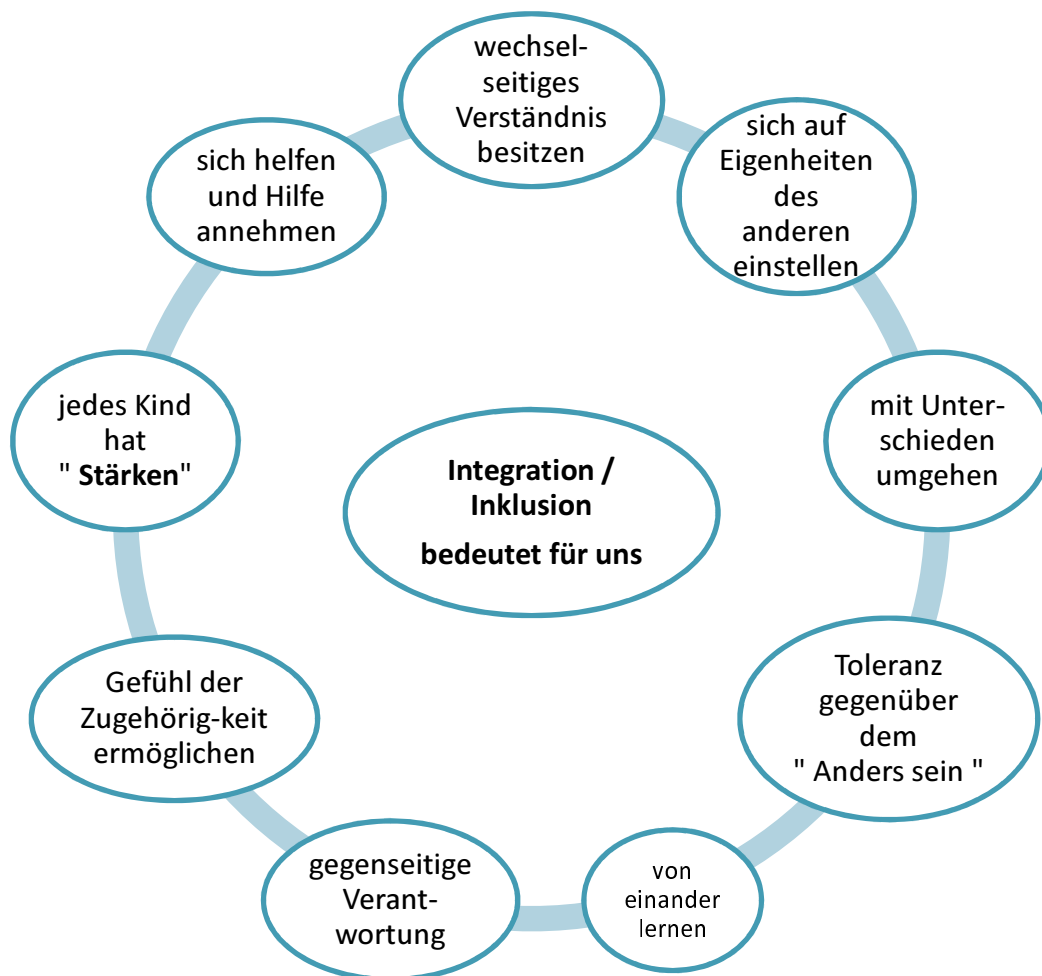 wechsel-
seitiges
Verständnis
besitzen
sich auf
Eigenheiten
des
anderen
einstellen
mit Unter-
schieden
umgehen
Toleranz
gegenüber
dem
" Anders sein "
von
einander
lernen
gegenseitige
Verant-
wortung
Gefühl der
Zugehörig-keit
ermöglichen
jedes Kind
hat
" Stärken"
sich helfen
und Hilfe
annehmen
Integration /
Inklusion
bedeutet für uns